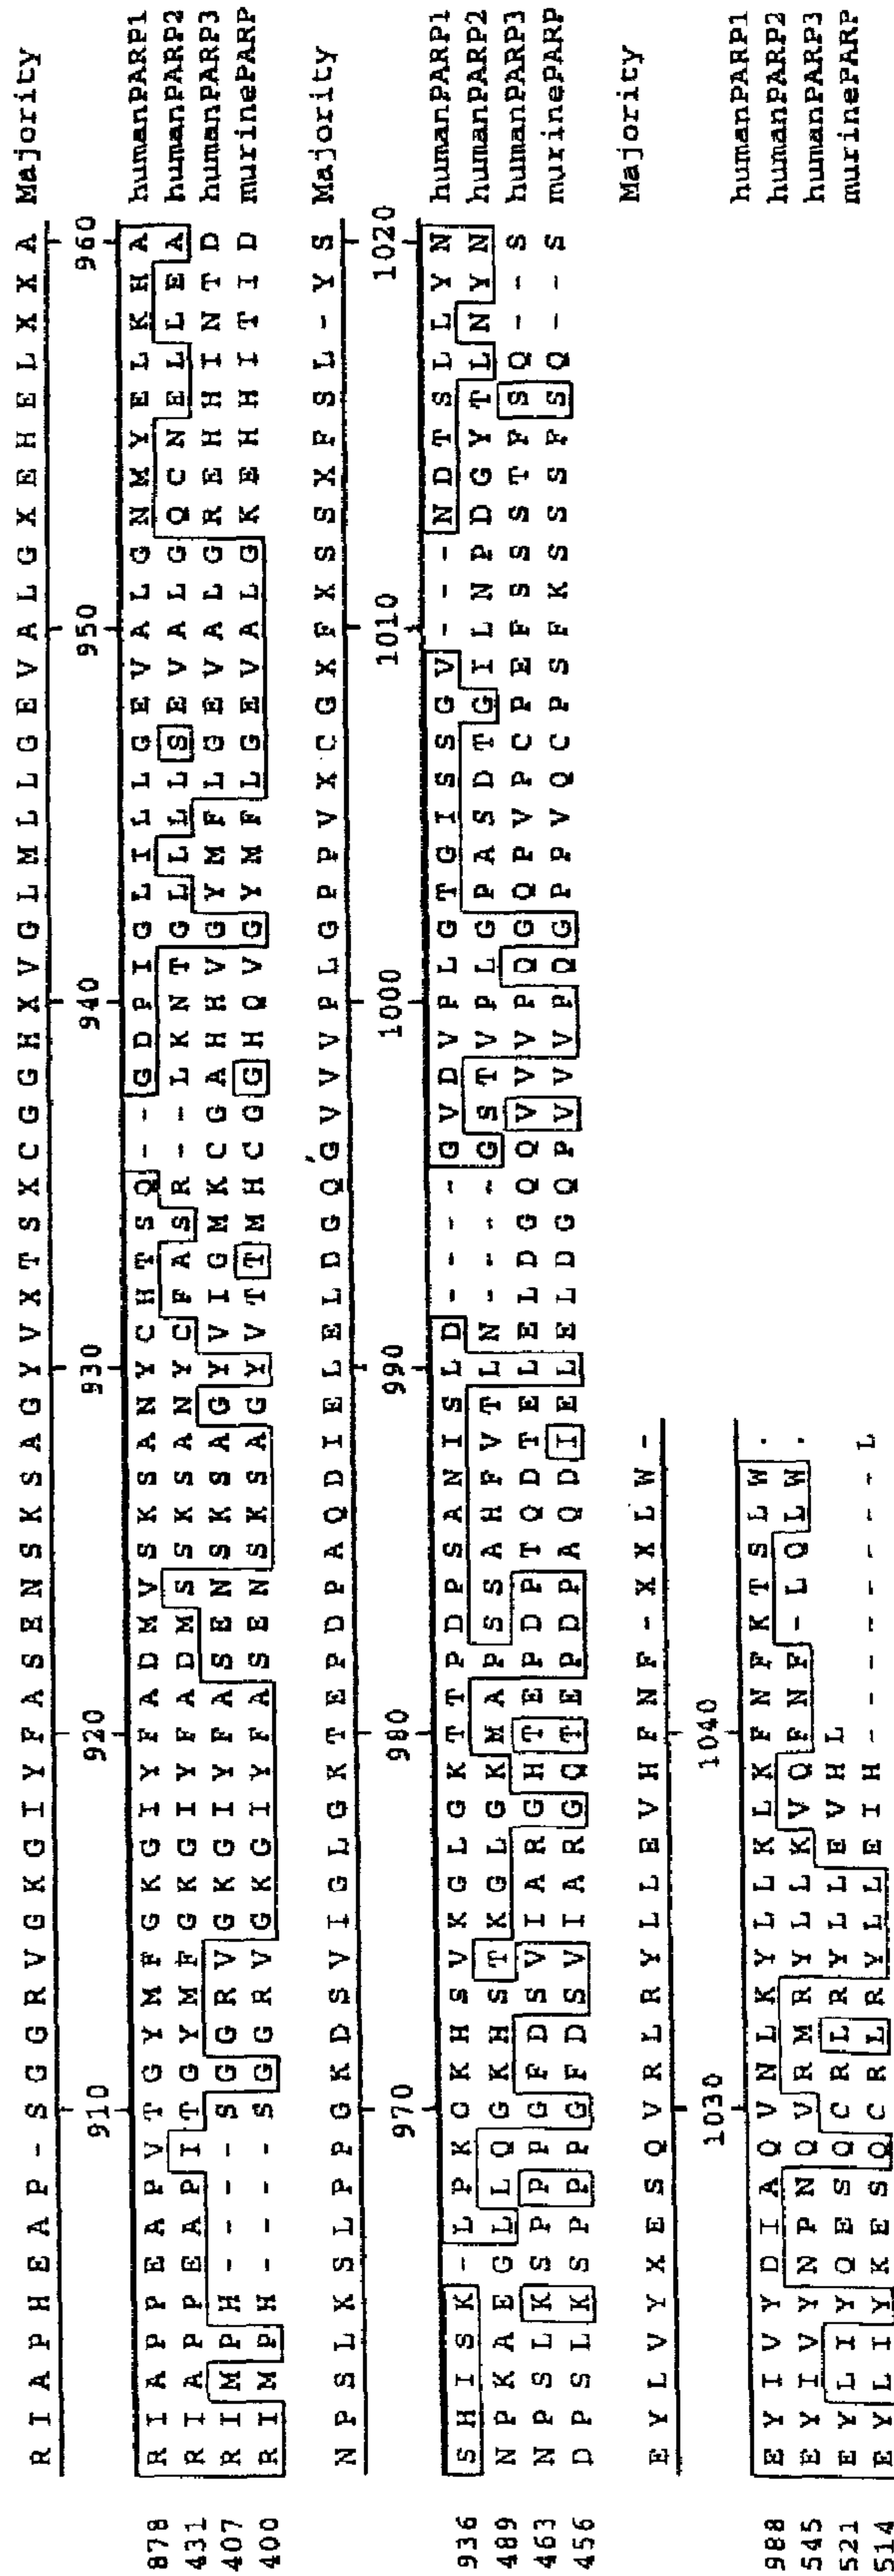 R I A P H E A P - S G G R V G K G I Y F A S E N S K S A G Y V X T S X C G G H X V G L M L L G E V A L G X E H E L X X A Majority
910 920 930 940 950 960
878 R I A P P E A P V T G Y M F G K G I Y F A D M V S K S A N Y C H T S Q - - G D P I G L I L L G E V A L G N M Y E L K H A humanPARP1
431 R I A P P E A P I T G Y M F G K G I Y F A D M S S K S A N Y C F A S R - - L K N T G L L L L S E V A L G Q C N E L L E A humanPARP2
407 R I M P H - - - - S G G R V G K G I Y F A S E N S K S A G Y V I G M K C G A H H V G Y M F L G E V A L G R E H H I N T D humanPARP3
400 R I M P H - - - - S G G R V G K G I Y F A S E N S K S A G Y V T T M H C G G H Q V G Y M F L G E V A L G K E H H I T I D murinePARP
N P S L K S L P P G K D S V I G L G K T E P D P A Q D I E L E L D G Q G V V V P L G P P V X C G X F X S S X F S L - Y S Majority
970 980 990 1000 1010 1020
936 S H I S K - L P K G K H S V K G L G K T T P D P S A N I S L D - - - - G V D V P L G T G I S S G V - - - N D T S L L Y N humanPARP1
489 N P K A E G L L Q G K H S T K G L G K M A P S S A H F V T L N - - - - G S T V P L G P A S D T G I L N P D G Y T L N Y N humanPARP2
463 N P S L K S P P P G F D S V I A R G H T E P D P T Q D T E L E L D G Q Q V V V P Q G Q P V P C P E F S S S T F S Q - - S humanPARP3
456 D P S L K S P P P G F D S V I A R G Q T E P D P A Q D I E L E L D G Q P V V V P Q G P P V Q C P S F K S S S F S Q - - S murinePARP
E Y L V Y X E S Q V R L R Y L L E V H F N F - X X L W - Majority
1030 1040
988 E Y I V Y D I A Q V N L K Y L L K L K F N F K T S L W . humanPARP1
545 E Y I V Y N P N Q V R M R Y L L K V Q F N F - L Q L W . humanPARP2
521 E Y L I Y Q E S Q C R L R Y L L E V H L humanPARP3
514 E Y L I Y K E S Q C R L R Y L L E I H - - - - - - - L murinePARP